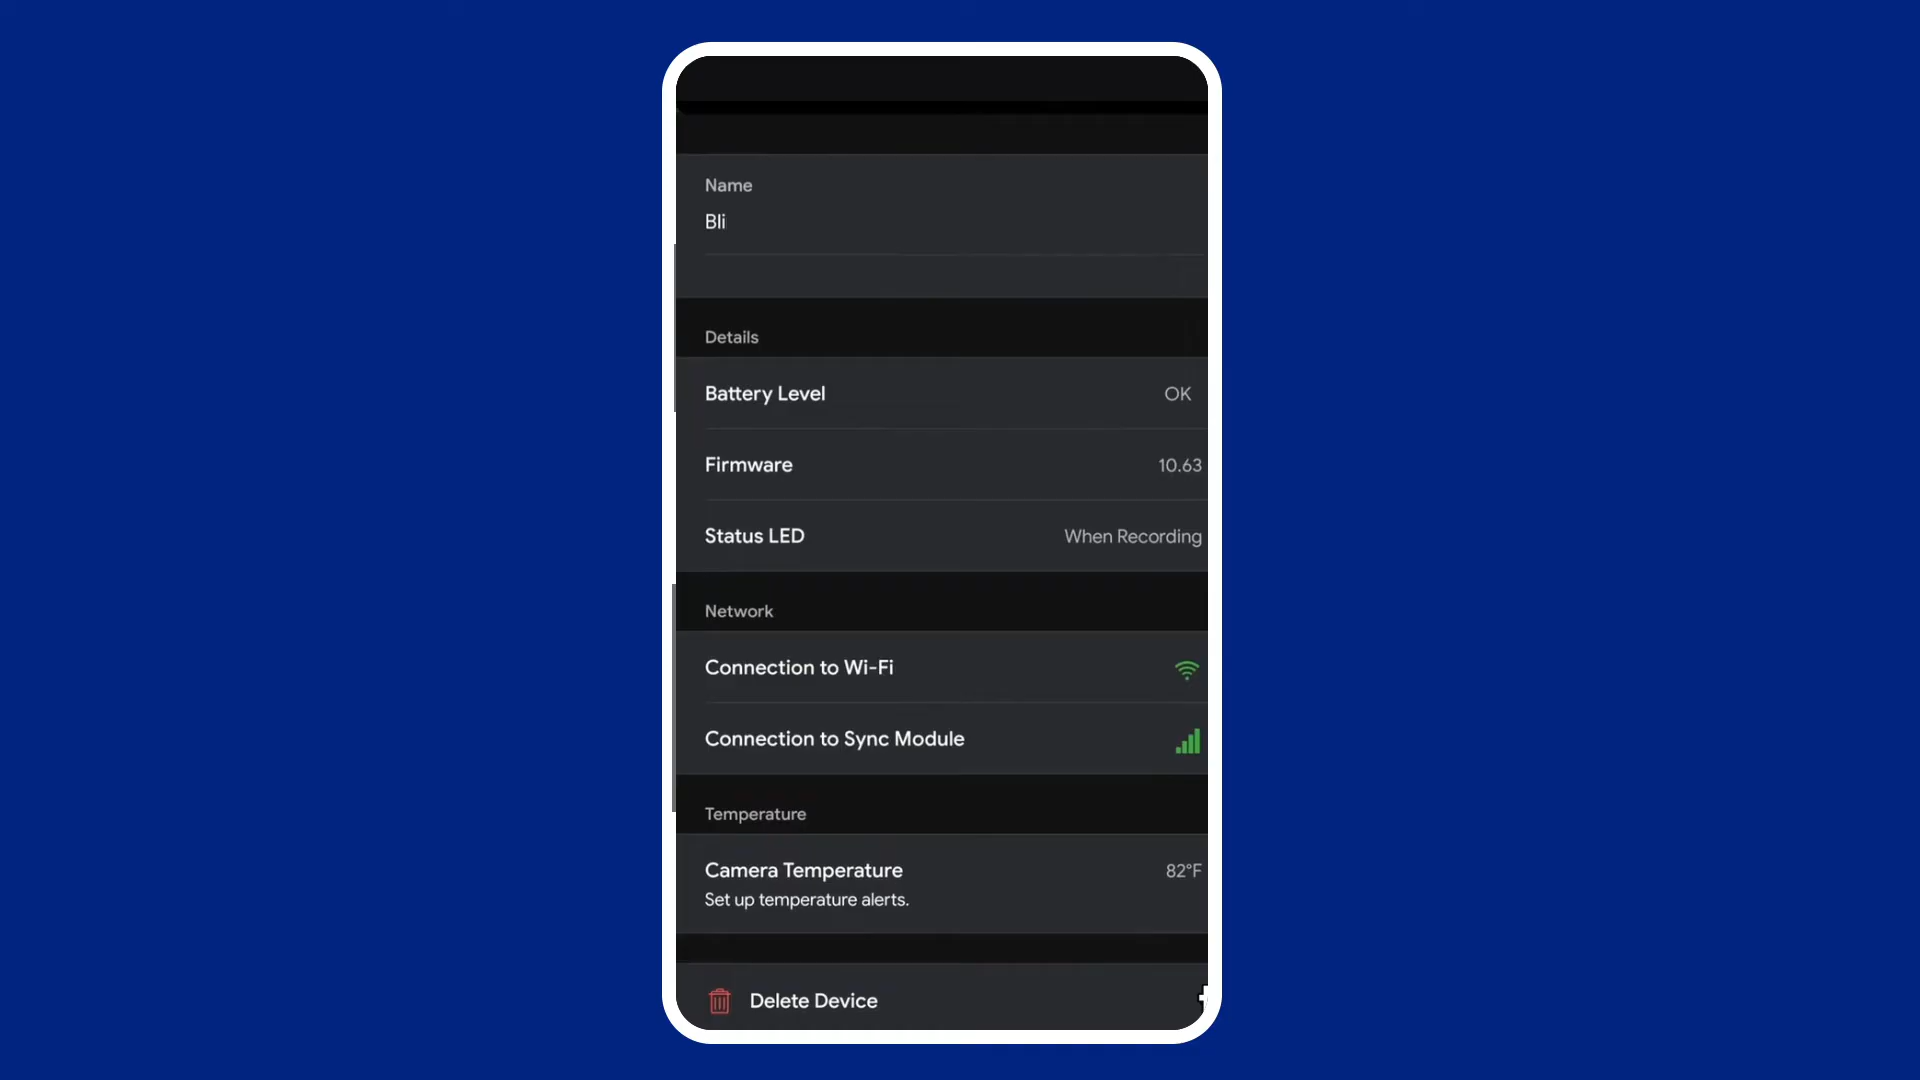 Name
Bli
Details
Battery Level OK
Firmware 10.63
Status LED When Recording
Network
Connection to Wi-Fi
Connection to Sync Module
Temperature
Camera Temperature 82°F
Set up temperature alerts.
Delete Device